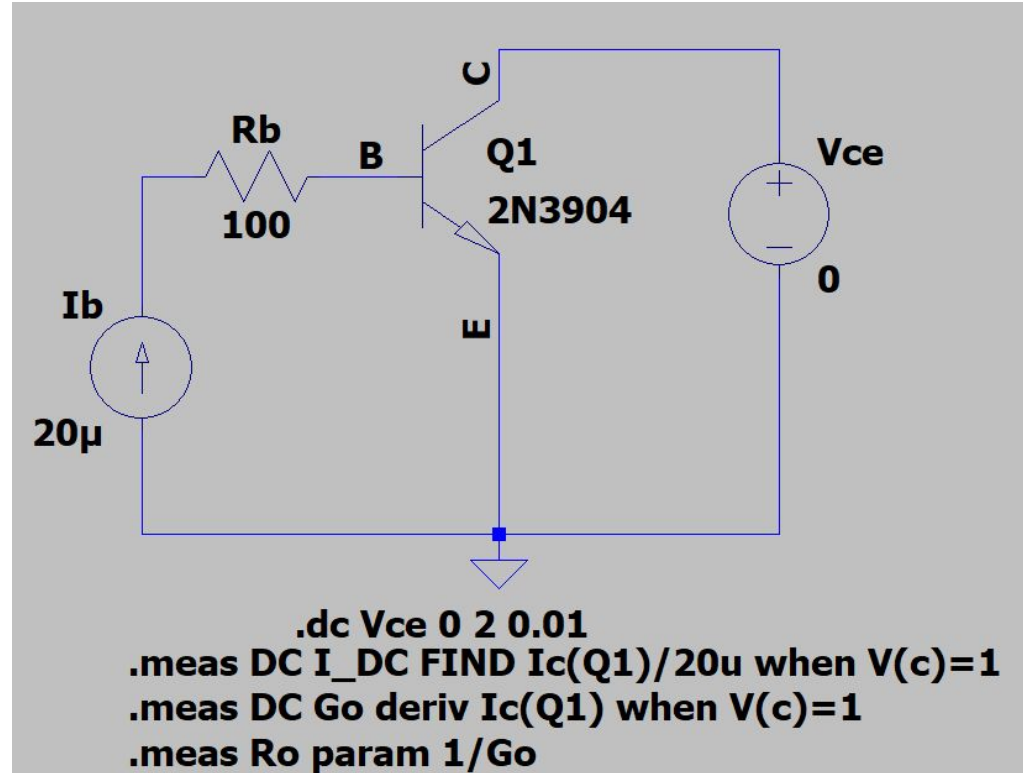 C
Rb
B
Q1
Vce
100
2N3904
0
Ib
E
20µ
.dc Vce 0 2 0.01
.meas DC I_DC FIND Ic(Q1)/20u when V(c)=1
.meas DC Go deriv Ic(Q1) when V(c)=1
.meas Ro param 1/Go